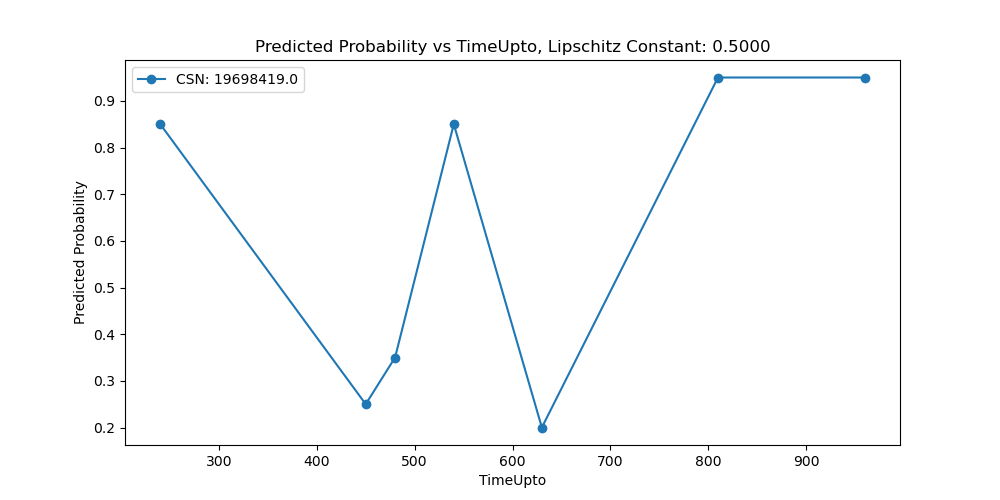 Predicted Probability vs TimeUpto, Lipschitz Constant: 0.5000
CSN: 19698419.0
Predicted Probability
0.9
0.8
0.7
0.6
0.5
0.4
0.3
0.2
300 400 500 600 700 800 900
TimeUpto